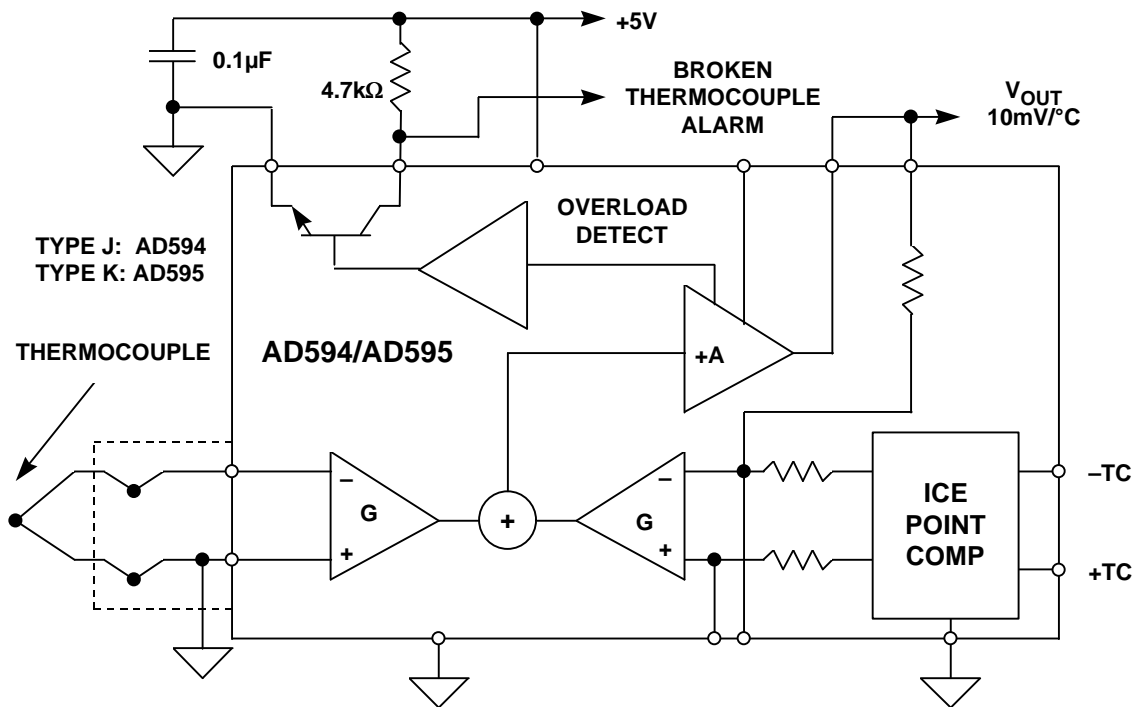 +5V
0.1µF
4.7kΩ
BROKEN
THERMOCOUPLE
ALARM
V_OUT
10mV/°C
OVERLOAD
DETECT
TYPE J: AD594
TYPE K: AD595
THERMOCOUPLE
AD594/AD595
+A
–
G
+
+
–
G
+
ICE
POINT
COMP
–TC
+TC